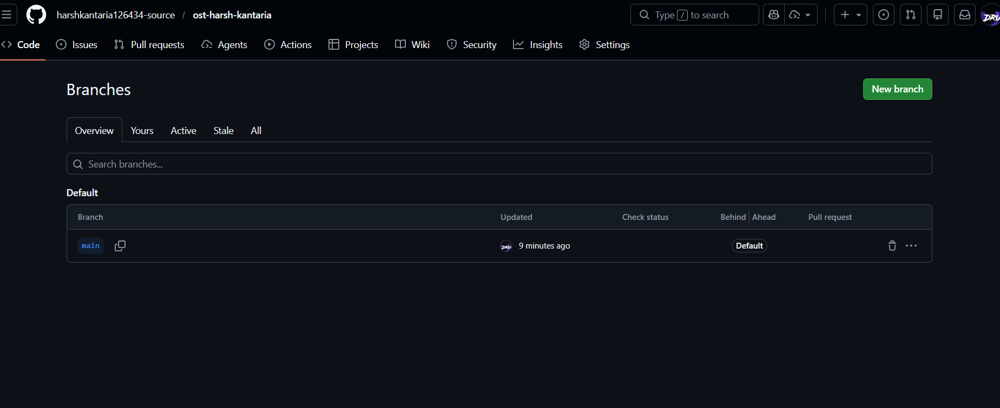 harshkantaria126434-source / ost-harsh-kantaria
Type / to search
Code Issues Pull requests Agents Actions Projects Wiki Security Insights Settings
Branches
New branch
Overview Yours Active Stale All
Search branches...
Default
Branch Updated Check status Behind Ahead Pull request
main 9 minutes ago Default